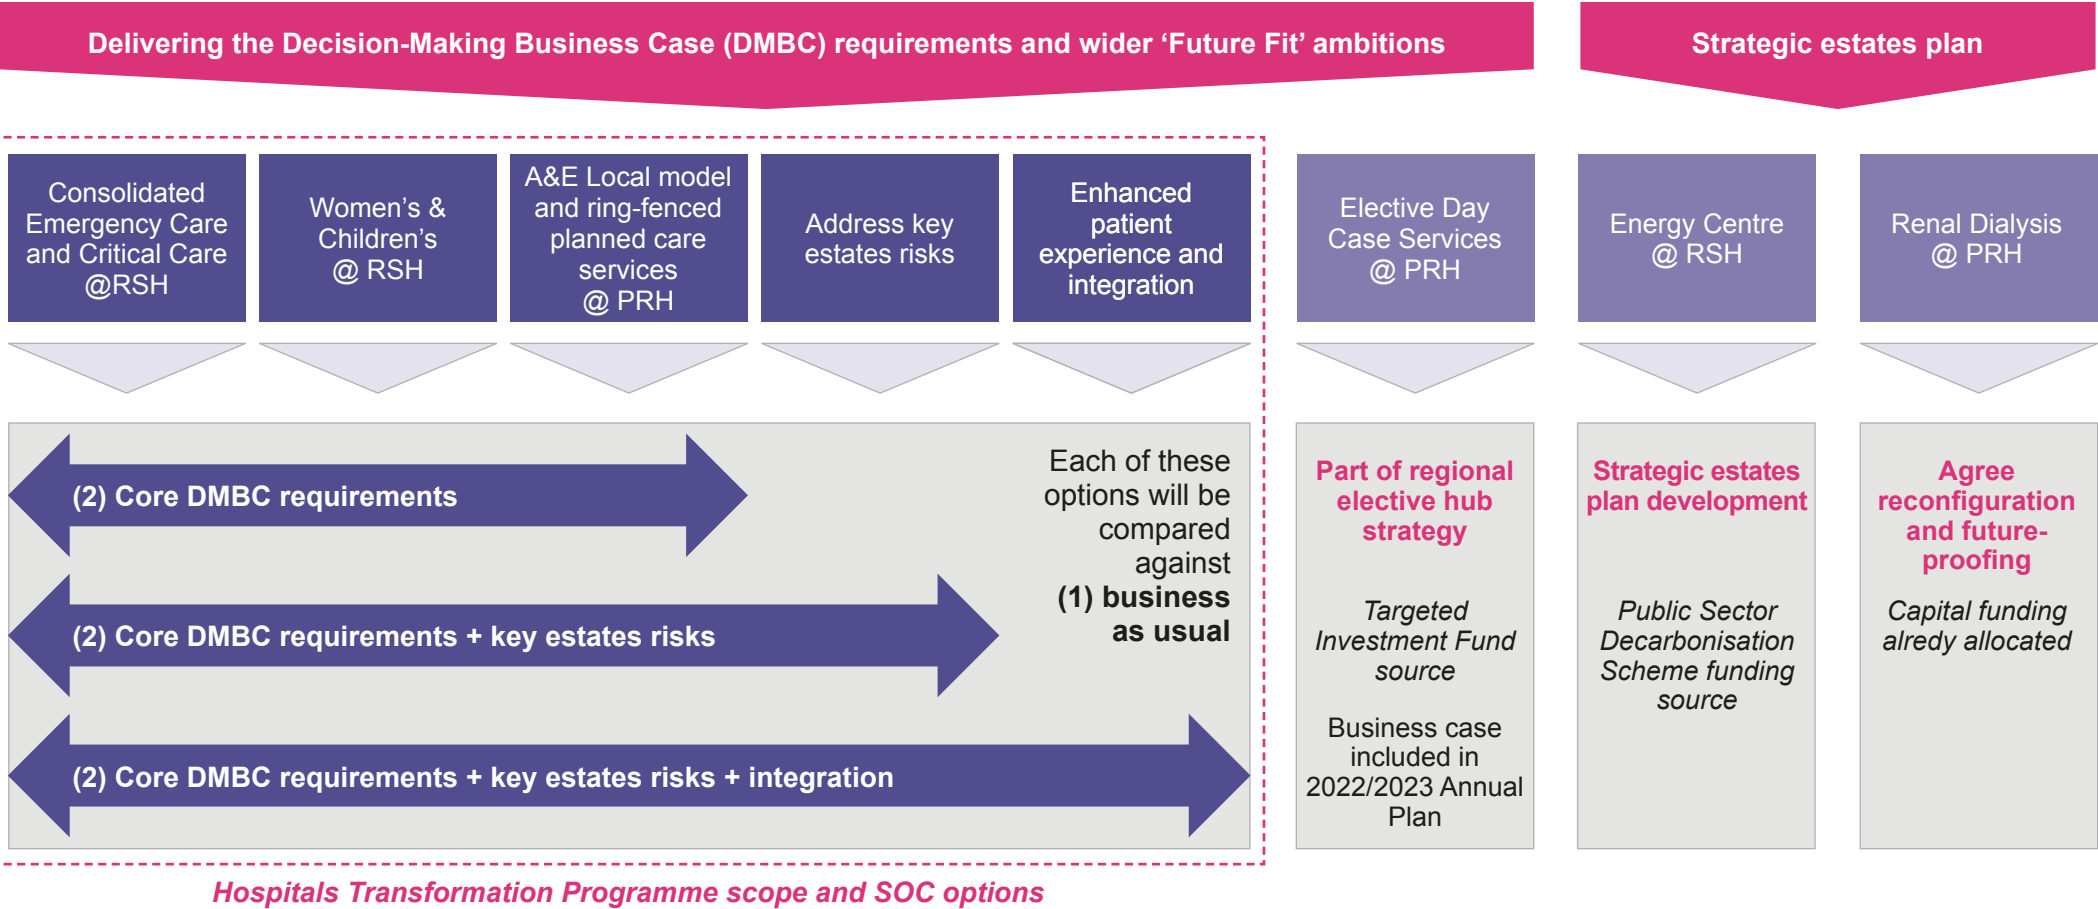 Delivering the Decision-Making Business Case (DMBC) requirements and wider ‘Future Fit’ ambitions
Strategic estates plan
Consolidated
Emergency Care
and Critical Care
@RSH
Women’s &
Children’s
@ RSH
A&E Local model
and ring-fenced
planned care
services
@ PRH
Address key
estates risks
Enhanced
patient
experience and
integration
Elective Day
Case Services
@ PRH
Energy Centre
@ RSH
Renal Dialysis
@ PRH
(2) Core DMBC requirements
(2) Core DMBC requirements + key estates risks
(2) Core DMBC requirements + key estates risks + integration
Each of these
options will be
compared
against
(1) business
as usual
Part of regional
elective hub
strategy
Targeted
Investment Fund
source
Business case
included in
2022/2023 Annual
Plan
Strategic estates
plan development
Public Sector
Decarbonisation
Scheme funding
source
Agree
reconfiguration
and future-
proofing
Capital funding
alredy allocated
Hospitals Transformation Programme scope and SOC options